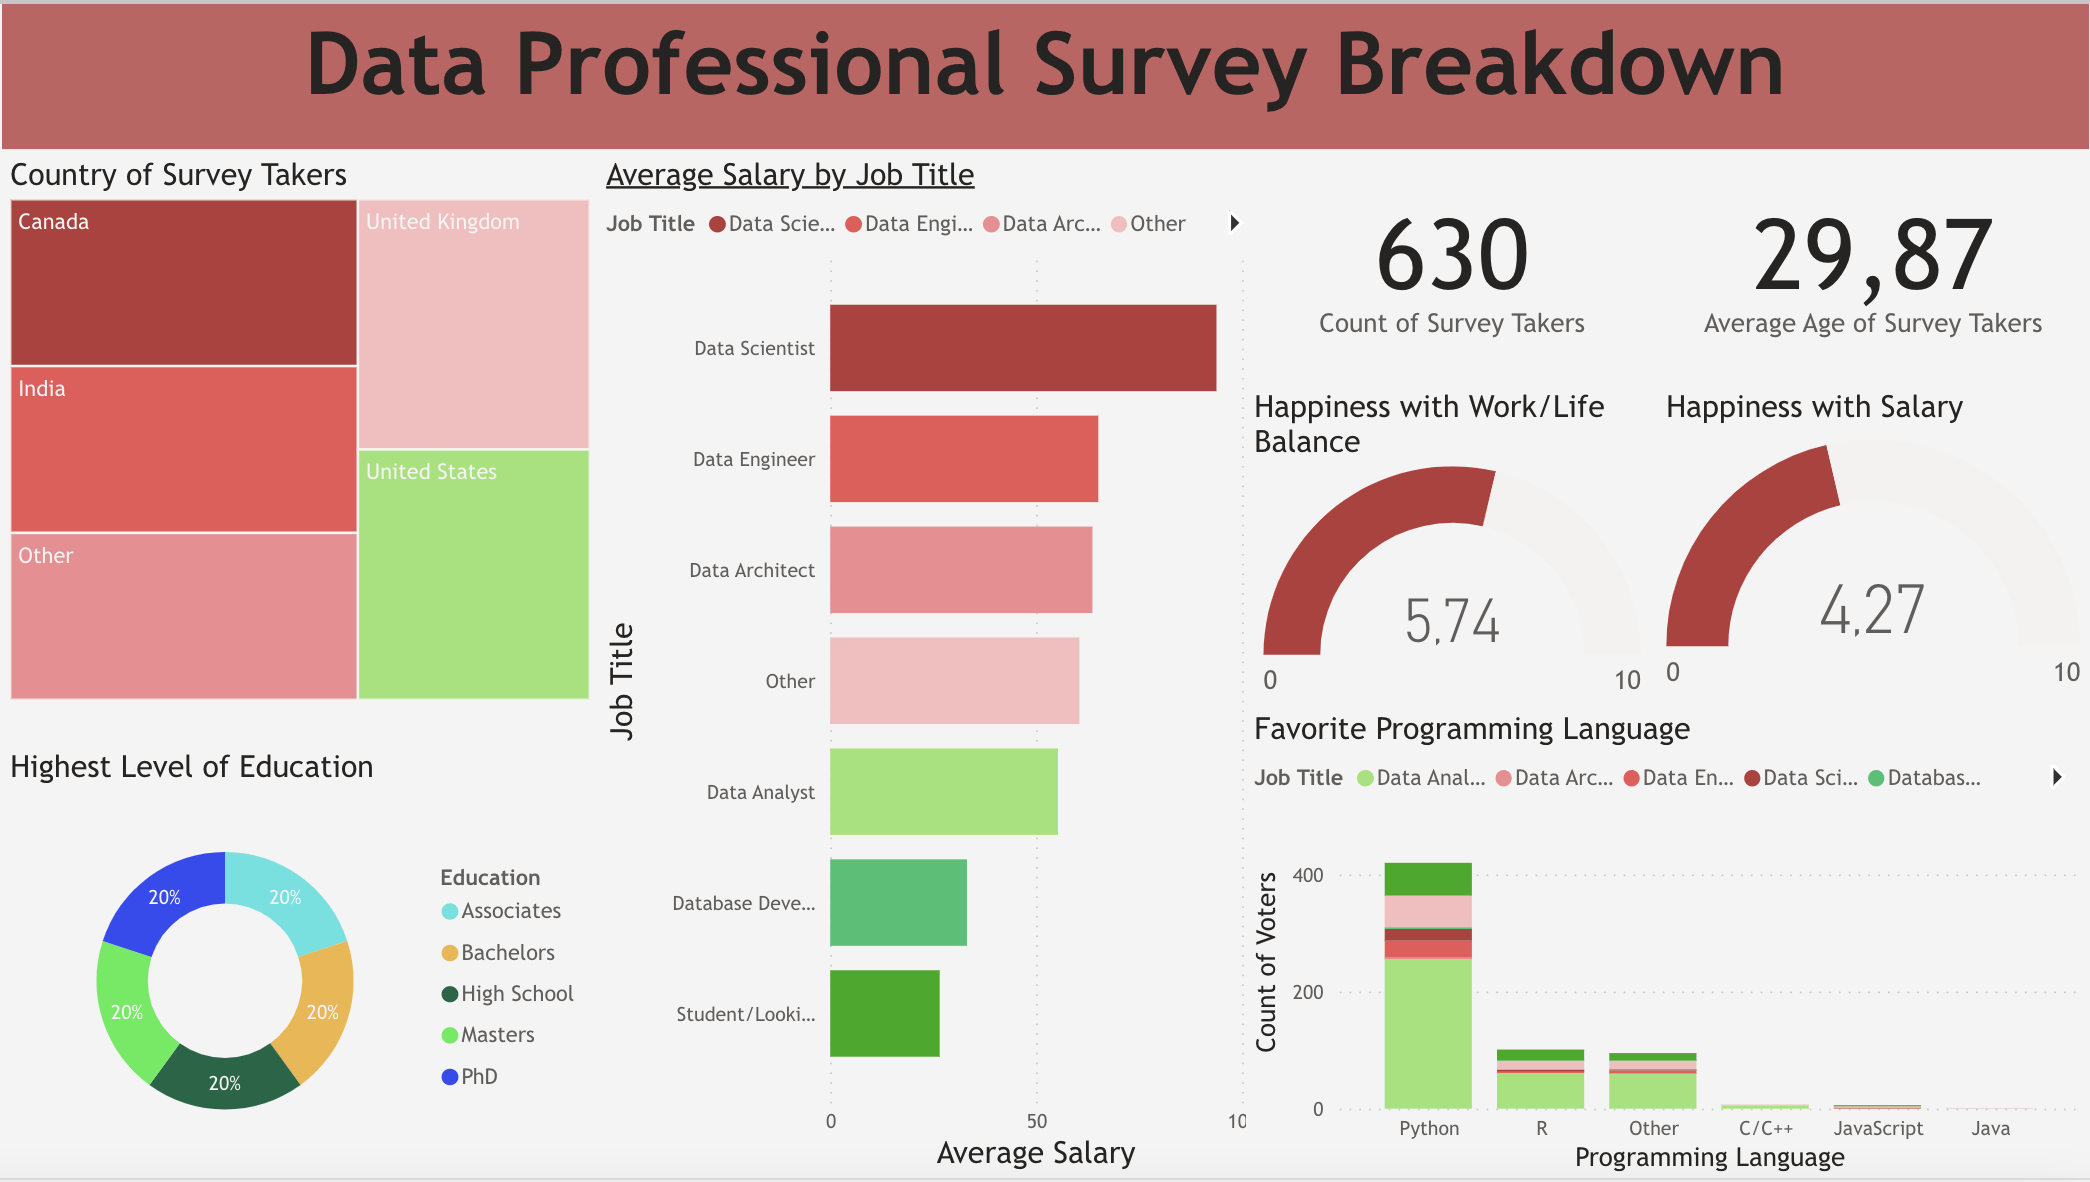 Data Professional Survey Breakdown
Country of Survey Takers
Canada
United Kingdom
India
United States
Other
Highest Level of Education
20%
20%
20%
20%
20%
Education
Associates
Bachelors
High School
Masters
PhD
Average Salary by Job Title
Job Title Data Scie... Data Engi... Data Arc... Other
Job Title
Data Scientist
Data Engineer
Data Architect
Other
Data Analyst
Database Deve...
Student/Looki...
0 50 10
Average Salary
630
Count of Survey Takers
29,87
Average Age of Survey Takers
Happiness with Work/Life
Balance
5,74
0 10
Happiness with Salary
4,27
0 10
Favorite Programming Language
Job Title Data Anal... Data Arc... Data En... Data Sci... Databas...
Count of Voters
400
200
0
Python R Other C/C++ JavaScript Java
Programming Language